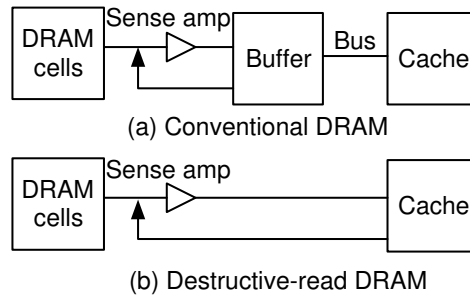 Sense amp
DRAM
cells
Buffer
Bus
Cache
(a) Conventional DRAM
Sense amp
DRAM
cells
Cache
(b) Destructive-read DRAM